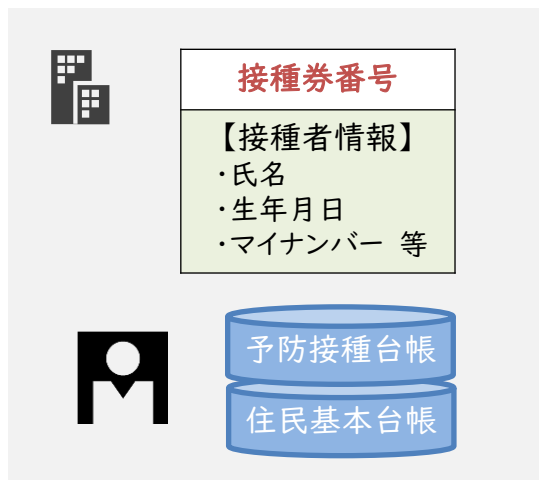 接種券番号
【接種者情報】
・氏名
・生年月日
・マイナンバー 等
予防接種台帳
住民基本台帳